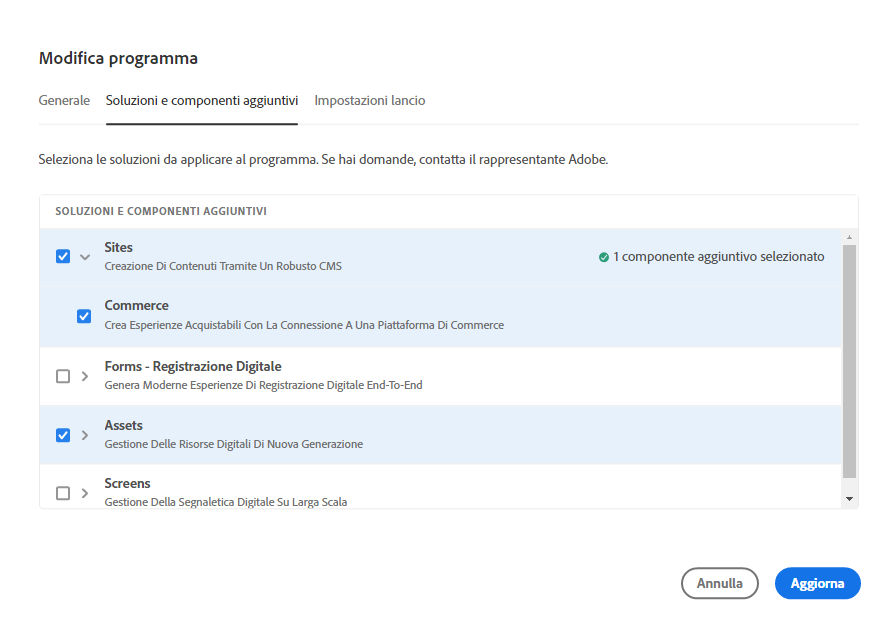 Modifica programma
Generale Soluzioni e componenti aggiuntivi Impostazioni lancio
Seleziona le soluzioni da applicare al programma. Se hai domande, contatta il rappresentante Adobe.
SOLUZIONI E COMPONENTI AGGIUNTIVI
Sites
Creazione Di Contenuti Tramite Un Robusto CMS
1 componente aggiuntivo selezionato
Commerce
Crea Esperienze Acquistabili Con La Connessione A Una Piattaforma Di Commerce
Forms - Registrazione Digitale
Genera Moderne Esperienze Di Registrazione Digitale End-To-End
Assets
Gestione Delle Risorse Digitali Di Nuova Generazione
Screens
Gestione Della Segnaletica Digitale Su Larga Scala
Annulla Aggiorna